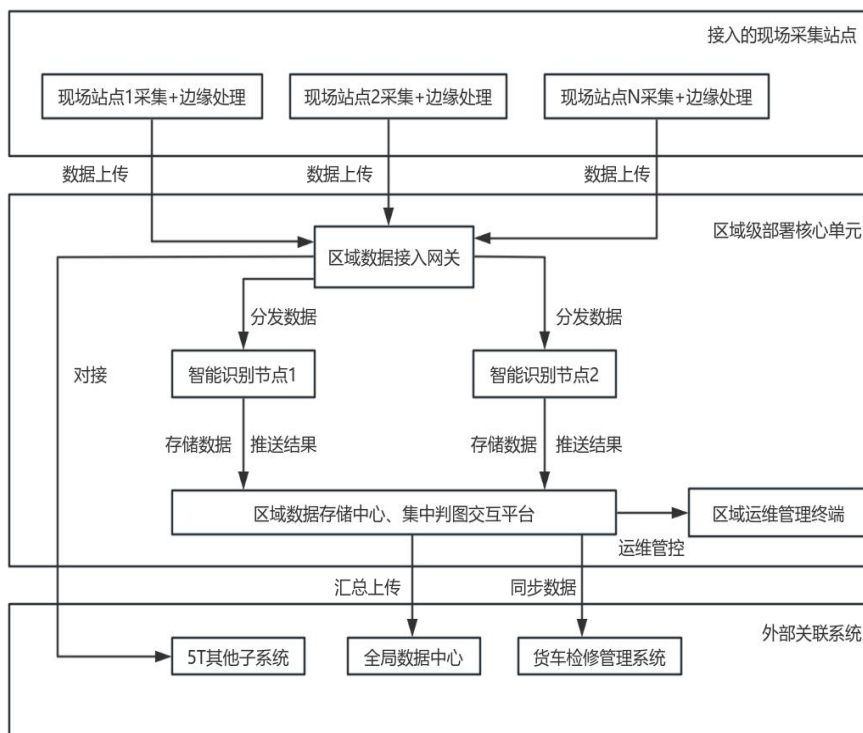 接入的现场采集站点
现场站点1采集+边缘处理
现场站点2采集+边缘处理
现场站点N采集+边缘处理
数据上传
数据上传
数据上传
区域级部署核心单元
区域数据接入网关
分发数据
分发数据
对接
智能识别节点1
智能识别节点2
存储数据
推送结果
存储数据
推送结果
区域数据存储中心、集中判图交互平台
区域运维管理终端
运维管控
汇总上传
同步数据
外部关联系统
5T其他子系统
全局数据中心
货车检修管理系统